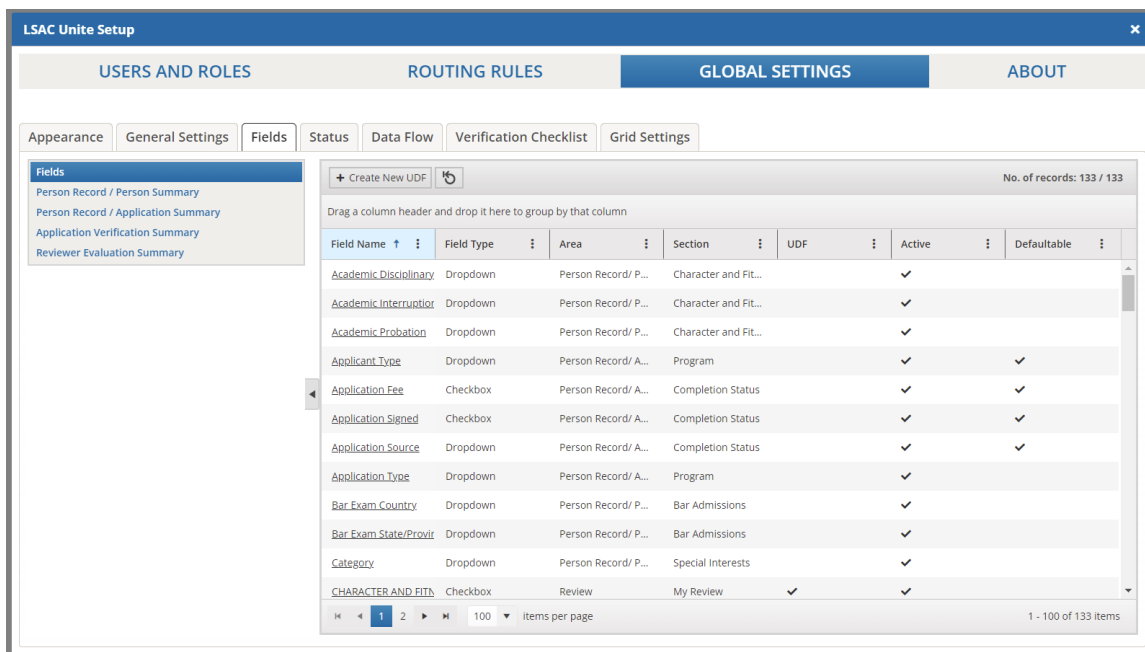 LSAC Unite Setup ×
USERS AND ROLES ROUTING RULES GLOBAL SETTINGS ABOUT
Appearance General Settings Fields Status Data Flow Verification Checklist Grid Settings
Fields
Person Record / Person Summary
Person Record / Application Summary
Application Verification Summary
Reviewer Evaluation Summary
+ Create New UDF No. of records: 133 / 133
Drag a column header and drop it here to group by that column
Field Name ↑ Field Type Area Section UDF Active Defaultable
Academic Disciplinary Dropdown Person Record/ P... Character and Fit...
Academic Interruption Dropdown Person Record/ P... Character and Fit...
Academic Probation Dropdown Person Record/ P... Character and Fit...
Applicant Type Dropdown Person Record/ A... Program
Application Fee Checkbox Person Record/ A... Completion Status
Application Signed Checkbox Person Record/ A... Completion Status
Application Source Dropdown Person Record/ A... Completion Status
Application Type Dropdown Person Record/ A... Program
Bar Exam Country Dropdown Person Record/ P... Bar Admissions
Bar Exam State/Provir Dropdown Person Record/ P... Bar Admissions
Category Dropdown Person Record/ P... Special Interests
CHARACTER AND FITN Checkbox Review My Review
1 2 100 items per page 1 - 100 of 133 items